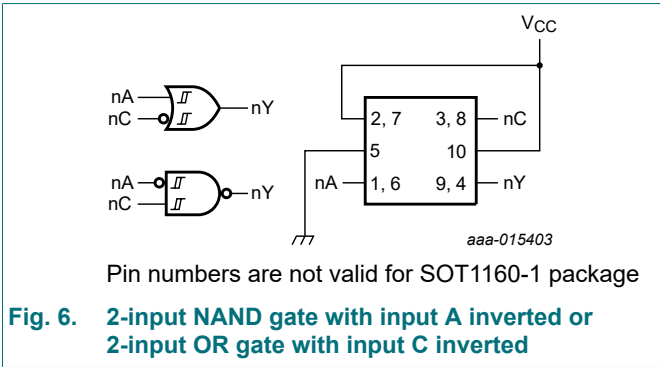 VCC
nA
nC
nY
nA
nC
nY
2, 7
3, 8
nC
5
10
nA
1, 6
9, 4
nY
aaa-015403
Pin numbers are not valid for SOT1160-1 package
Fig. 6. 2-input NAND gate with input A inverted or
2-input OR gate with input C inverted